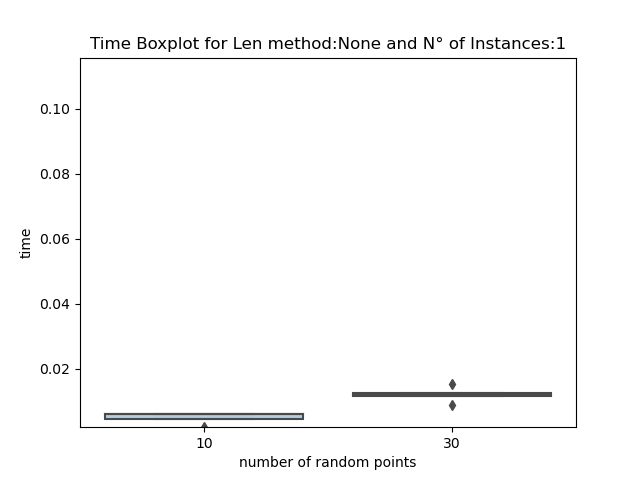 Time Boxplot for Len method:None and N° of Instances:1
0.10
0.08
0.06
0.04
0.02
time
10 30
number of random points